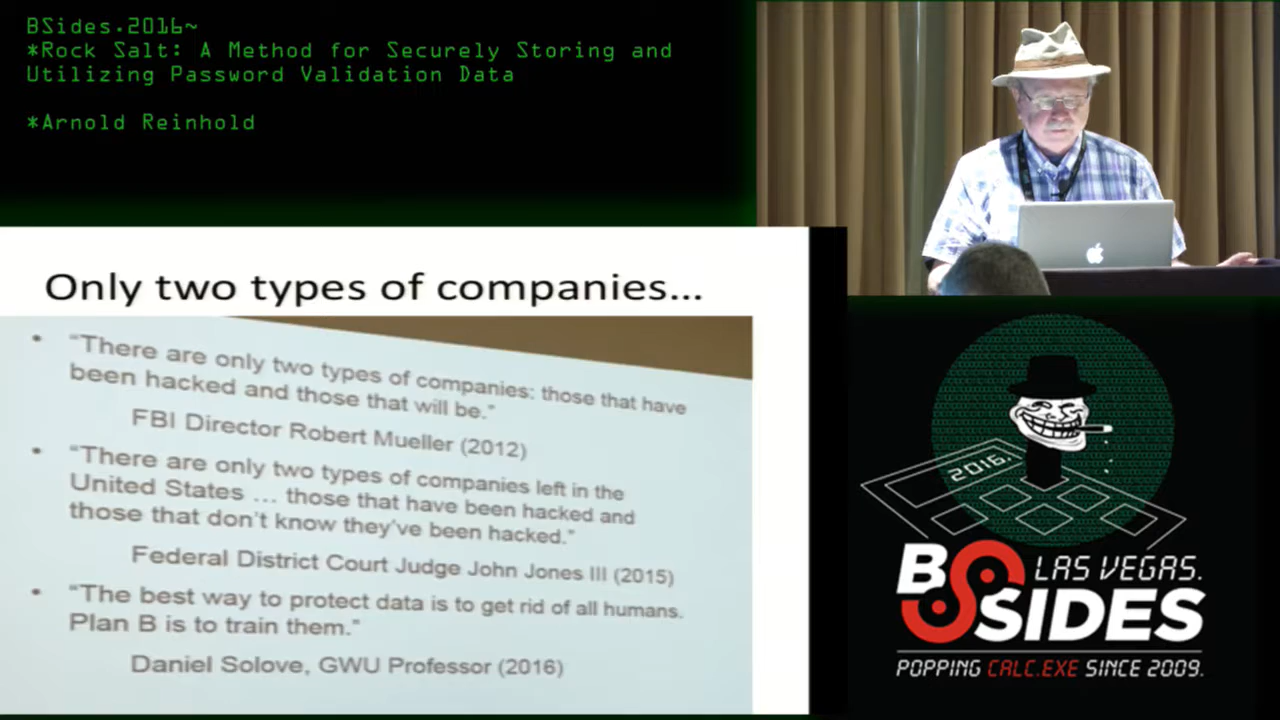 BSides.2016~
*Rock Salt: A Method for Securely Storing and
Utilizing Password Validation Data
*Arnold Reinhold
Only two types of companies...
• "There are only two types of companies: those that have
been hacked and those that will be."
FBI Director Robert Mueller (2012)
• "There are only two types of companies left in the
United States ... those that have been hacked and
those that don't know they've been hacked."
Federal District Court Judge John Jones III (2015)
• "The best way to protect data is to get rid of all humans.
Plan B is to train them."
Daniel Solove, GWU Professor (2016)
2016.
BSIDES LAS VEGAS.
POPPING CALC.EXE SINCE 2009.